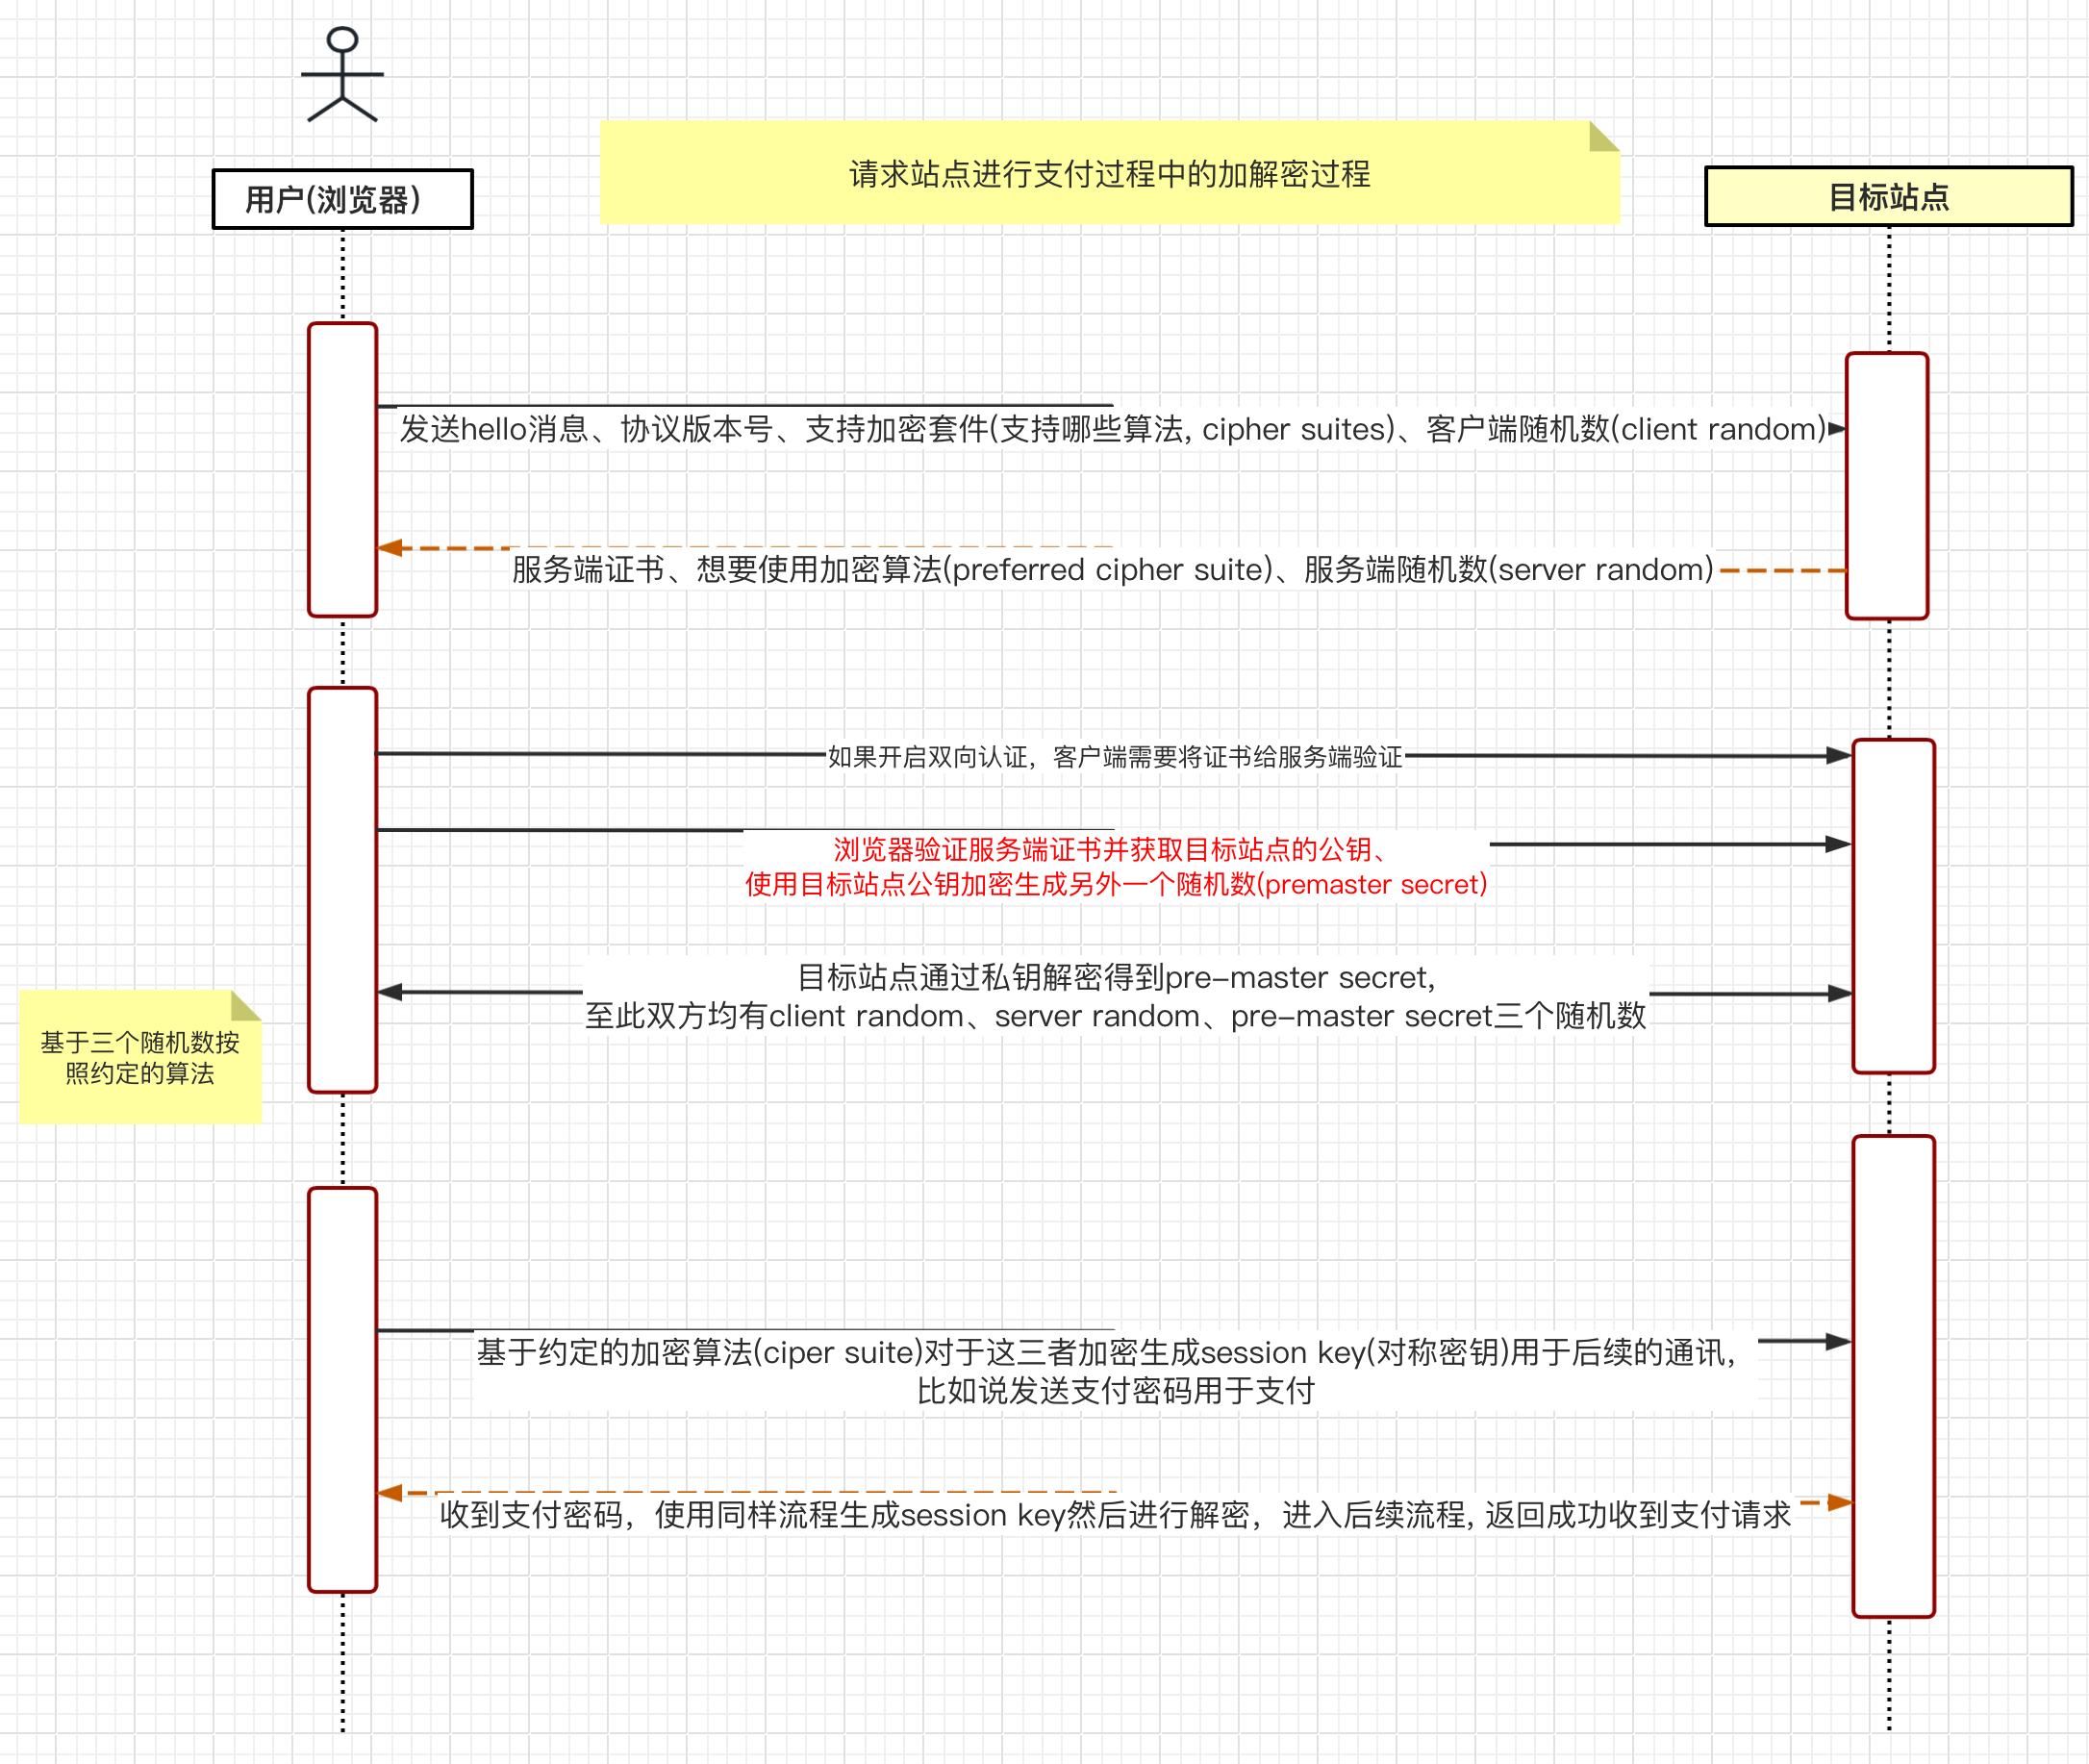 请求站点进行支付过程中的加解密过程
用户(浏览器)
目标站点
发送hello消息、协议版本号、支持加密套件(支持哪些算法, cipher suites)、客户端随机数(client random)
服务端证书、想要使用加密算法(preferred cipher suite)、服务端随机数(server random)
如果开启双向认证，客户端需要将证书给服务端验证
浏览器验证服务端证书并获取目标站点的公钥、
使用目标站点公钥加密生成另外一个随机数(premaster secret)
目标站点通过私钥解密得到pre-master secret,
至此双方均有client random、server random、pre-master secret三个随机数
基于三个随机数按
照约定的算法
基于约定的加密算法(ciper suite)对于这三者加密生成session key(对称密钥)用于后续的通讯，
比如说发送支付密码用于支付
收到支付密码，使用同样流程生成session key然后进行解密，进入后续流程, 返回成功收到支付请求